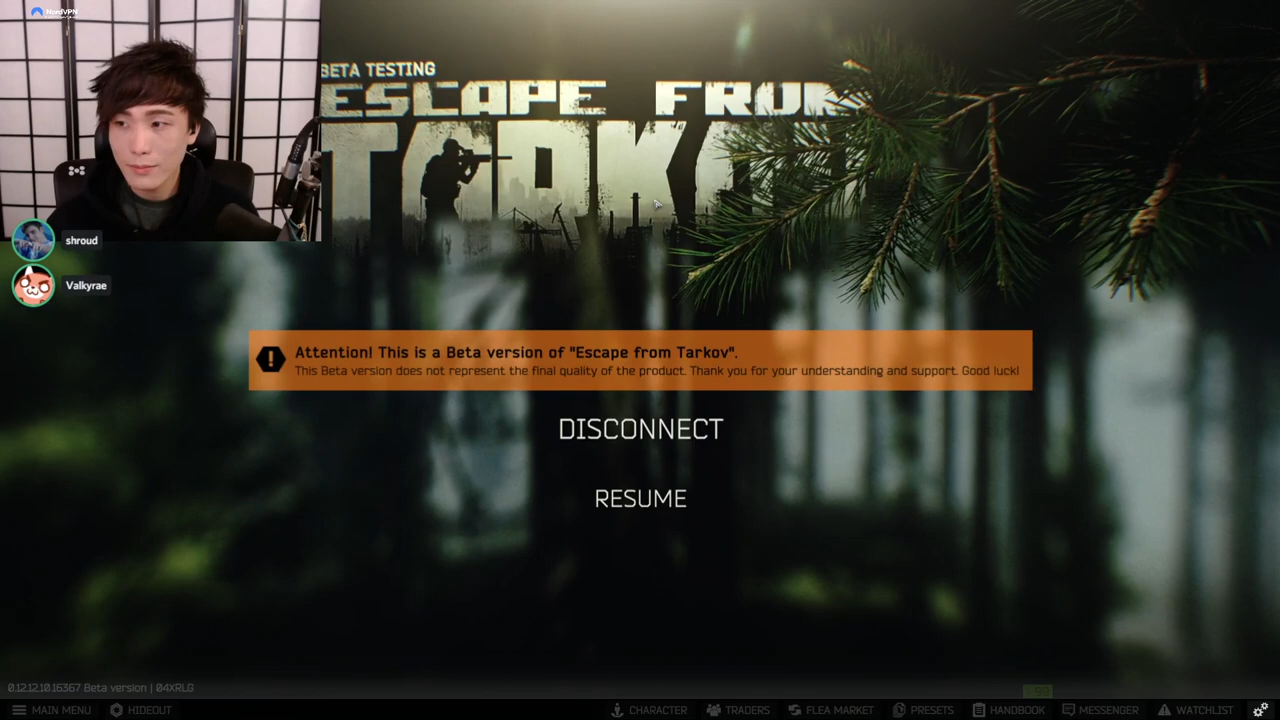 NordVPN
BETA TESTING
ESCAPE FROM
shroud
Valkyrae
Attention! This is a Beta version of "Escape from Tarkov".
This Beta version does not represent the final quality of the product. Thank you for your understanding and support. Good luck!
DISCONNECT
RESUME
0.12.12.10.16367 Beta version | 04XRLG
59
MAIN MENU
HIDEOUT
CHARACTER
TRADERS
FLEA MARKET
PRESETS
HANDBOOK
MESSENGER
WATCHLIST